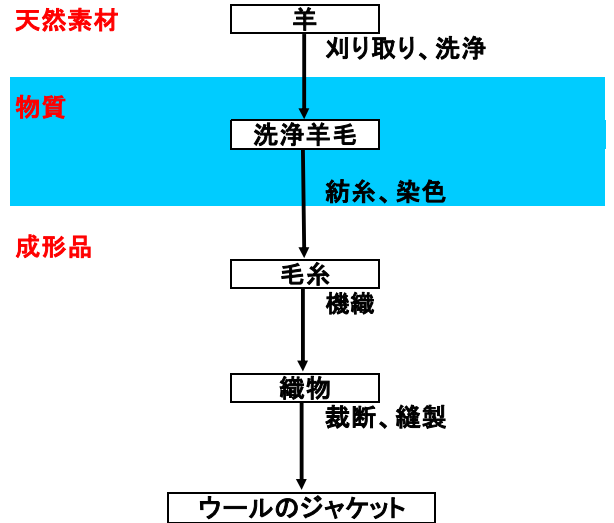 天然素材
羊
刈り取り、洗浄
物質
洗浄羊毛
紡糸、染色
成形品
毛糸
機織
織物
裁断、縫製
ウールのジャケット